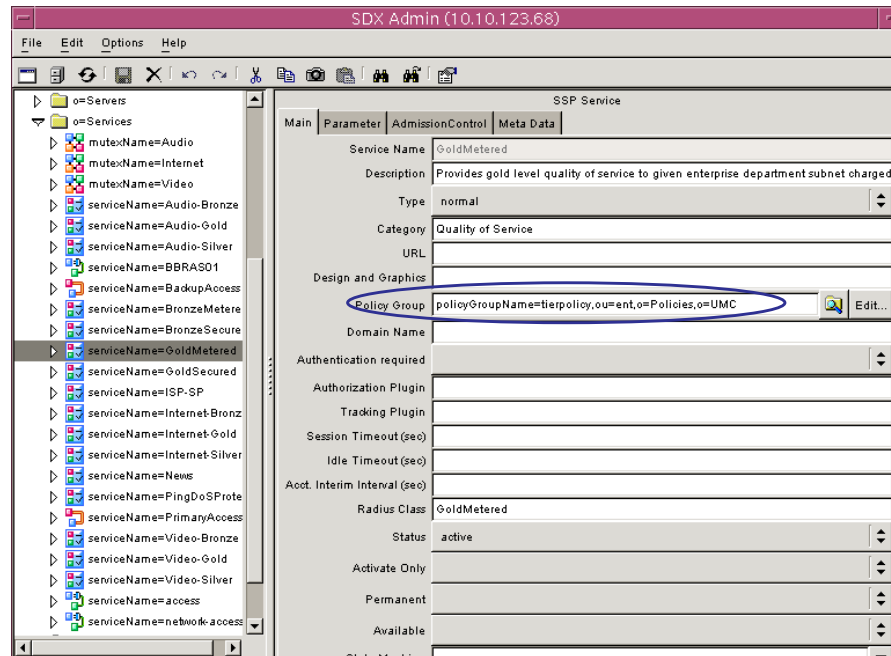 SDX Admin (10.10.123.68)
File Edit Options Help
o=Servers
o=Services
mutexName=Audio
mutexName=Internet
mutexName=Video
serviceName=Audio-Bronze
serviceName=Audio-Gold
serviceName=Audio-Silver
serviceName=BBRAS01
serviceName=BackupAccess
serviceName=BronzeMetere
serviceName=BronzeSecure
serviceName=GoldMetered
serviceName=GoldSecured
serviceName=ISP-SP
serviceName=Internet-Bronz
serviceName=Internet-Gold
serviceName=Internet-Silver
serviceName=News
serviceName=PingDoSProte
serviceName=PrimaryAccess
serviceName=Video-Bronze
serviceName=Video-Gold
serviceName=Video-Silver
serviceName=access
serviceName=network-access
SSP Service
Main Parameter AdmissionControl Meta Data
Service Name GoldMetered
Description Provides gold level quality of service to given enterprise department subnet charged
Type normal
Category Quality of Service
URL
Design and Graphics
Policy Group policyGroupName=tierpolicy,ou=ent,o=Policies,o=UMC Edit...
Domain Name
Authentication required
Authorization Plugin
Tracking Plugin
Session Timeout (sec)
Idle Timeout (sec)
Acct. Interim Interval (sec)
Radius Class GoldMetered
Status active
Activate Only
Permanent
Available